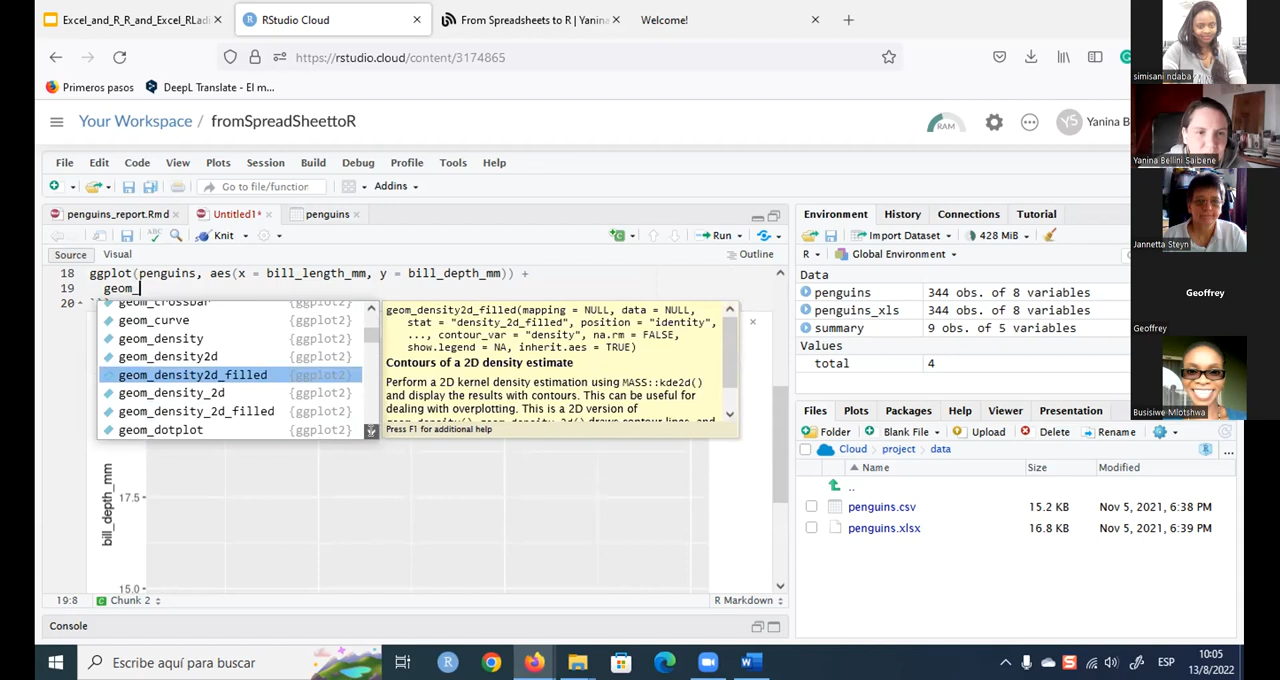 Excel_and_R_R_and_Excel_RLadi
RStudio Cloud
From Spreadsheets to R | Yanina
Welcome!
https://rstudio.cloud/content/3174865
Primeros pasos
DeepL Translate - El m...
Your Workspace / fromSpreadSheettoR
RAM
YS
Yanina B
File Edit Code View Plots Session Build Debug Profile Tools Help
Go to file/function
Addins
penguins_report.Rmd
Untitled1*
penguins
ABC
Knit
Run
Source Visual
Outline
18 ggplot(penguins, aes(x = bill_length_mm, y = bill_depth_mm)) +
19 geom_
20
geom_crossbar {ggplot2}
geom_curve {ggplot2}
geom_density {ggplot2}
geom_density2d {ggplot2}
geom_density2d_filled {ggplot2}
geom_density_2d {ggplot2}
geom_density_2d_filled {ggplot2}
geom_dotplot {ggplot2}
geom_density2d_filled(mapping = NULL, data = NULL,
stat = "density_2d_filled", position = "identity",
..., contour_var = "density", na.rm = FALSE,
show.legend = NA, inherit.aes = TRUE)
Contours of a 2D density estimate
Perform a 2D kernel density estimation using MASS::kde2d()
and display the results with contours. This can be useful for
dealing with overplotting. This is a 2D version of
Press F1 for additional help
bill_depth_mm
17.5
15.0
19:8
C Chunk 2
R Markdown
Console
Environment History Connections Tutorial
Import Dataset
428 MiB
R
Global Environment
Data
penguins 344 obs. of 8 variables
penguins_xls 344 obs. of 8 variables
summary 9 obs. of 5 variables
Values
total 4
Files Plots Packages Help Viewer Presentation
Folder Blank File Upload Delete Rename
Cloud project data
...
Name Size Modified
..
penguins.csv 15.2 KB Nov 5, 2021, 6:38 PM
penguins.xlsx 16.8 KB Nov 5, 2021, 6:39 PM
simisani ndaba
Yanina Bellini Saibene
Jannetta Steyn
Geoffrey
Geoffrey
Busisiwe Mlotshwa
Escribe aquí para buscar
ESP
10:05
13/8/2022